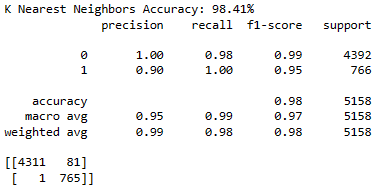 K Nearest Neighbors Accuracy: 98.41%
precision recall f1-score support
0 1.00 0.98 0.99 4392
1 0.90 1.00 0.95 766
accuracy 0.98 5158
macro avg 0.95 0.99 0.97 5158
weighted avg 0.99 0.98 0.98 5158
[[4311 81]
[ 1 765]]